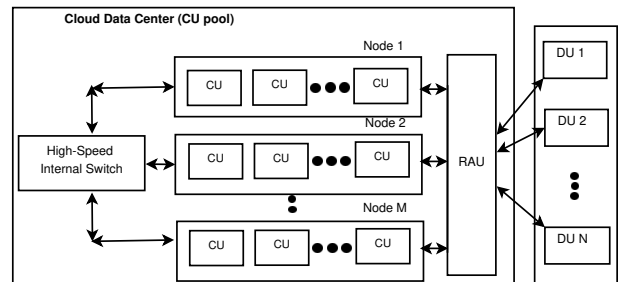 Cloud Data Center (CU pool)
Node 1
CU CU CU
Node 2
CU CU CU
Node M
CU CU CU
High-Speed
Internal Switch
RAU
DU 1
DU 2
DU N